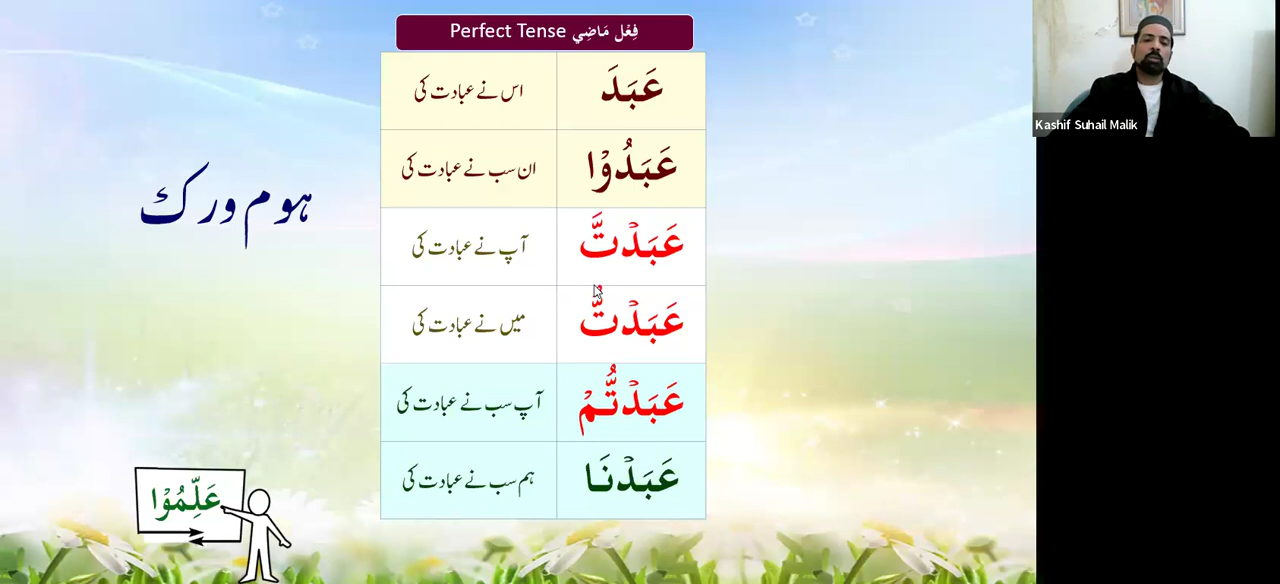 فِعْل مَاضِي Perfect Tense
عَبَدَ اس نے عبادت کی
عَبَدُوْا ان سب نے عبادت کی
عَبَدْتَّ آپ نے عبادت کی
عَبَدْتُّ میں نے عبادت کی
عَبَدْتُّمْ آپ سب نے عبادت کی
عَبَدْنَا ہم سب نے عبادت کی
ہوم ورک
عَلِّمُوْا
Kashif Suhail Malik